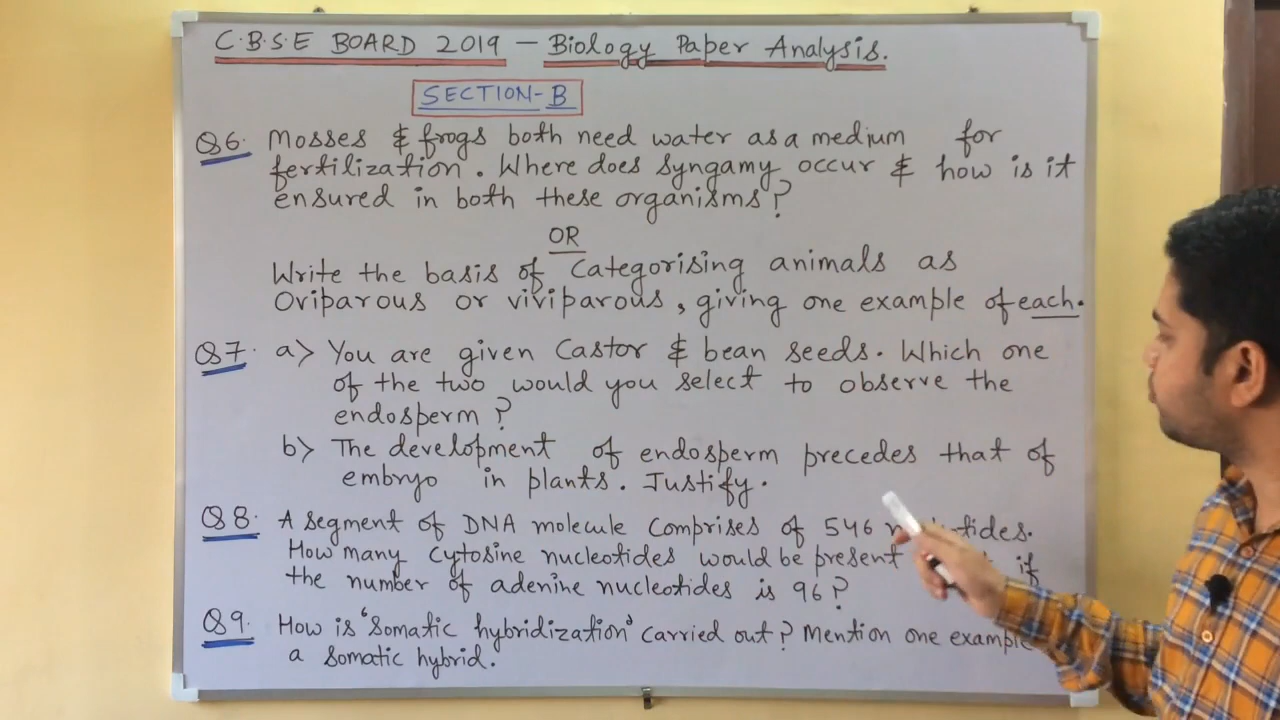 C.B.S.E BOARD 2019 - Biology Paper Analysis.
SECTION-B
Q6. Mosses & frogs both need water as a medium for
fertilization. Where does syngamy occur & how is it
ensured in both these organisms?
OR
Write the basis of Categorising animals as
Oviparous or viviparous, giving one example of each.
Q7. a> You are given Castor & bean seeds. Which one
of the two would you select to observe the
endosperm?
b> The development of endosperm precedes that of
embryo in plants. Justify.
Q8. A segment of DNA molecule comprises of 546
How many cytosine nucleotides would be present if
the number of adenine nucleotides is 96?
Q9. How is 'Somatic hybridization' carried out? Mention one example
a somatic hybrid.